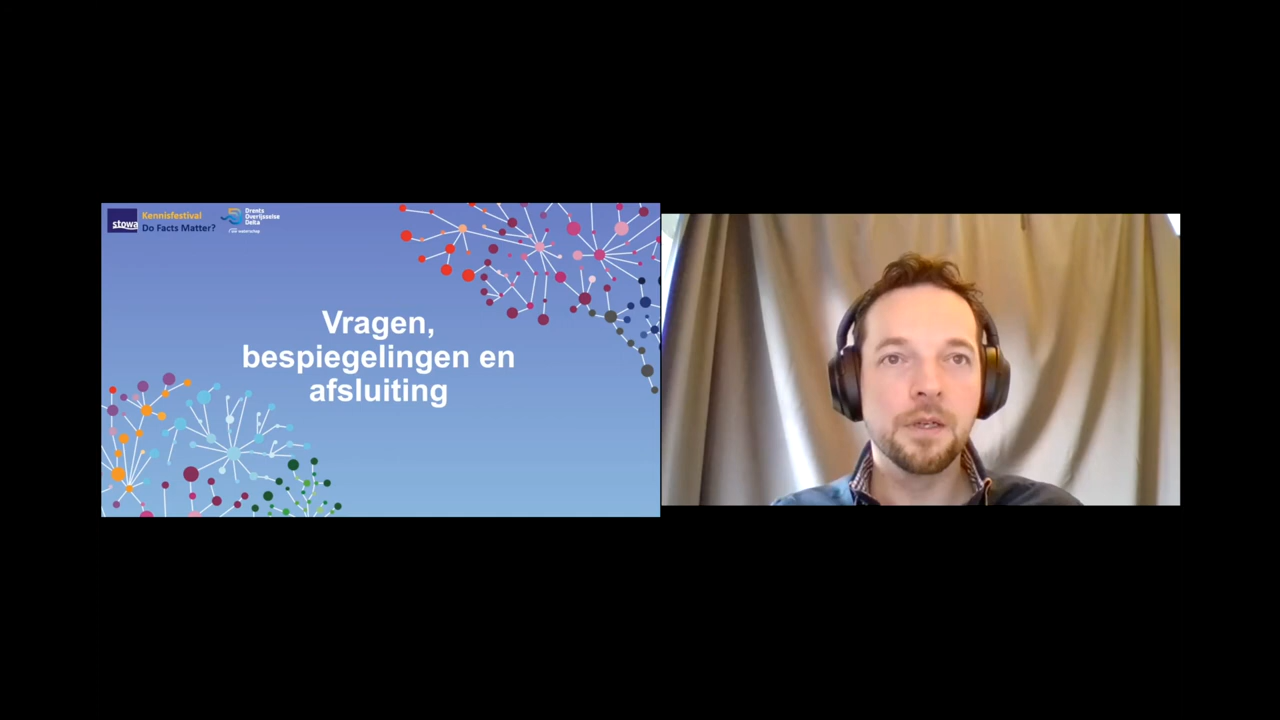 stowa
Kennisfestival
Do Facts Matter?
Drents
Overijsselse
Delta
Vragen,
bespiegelingen en
afsluiting